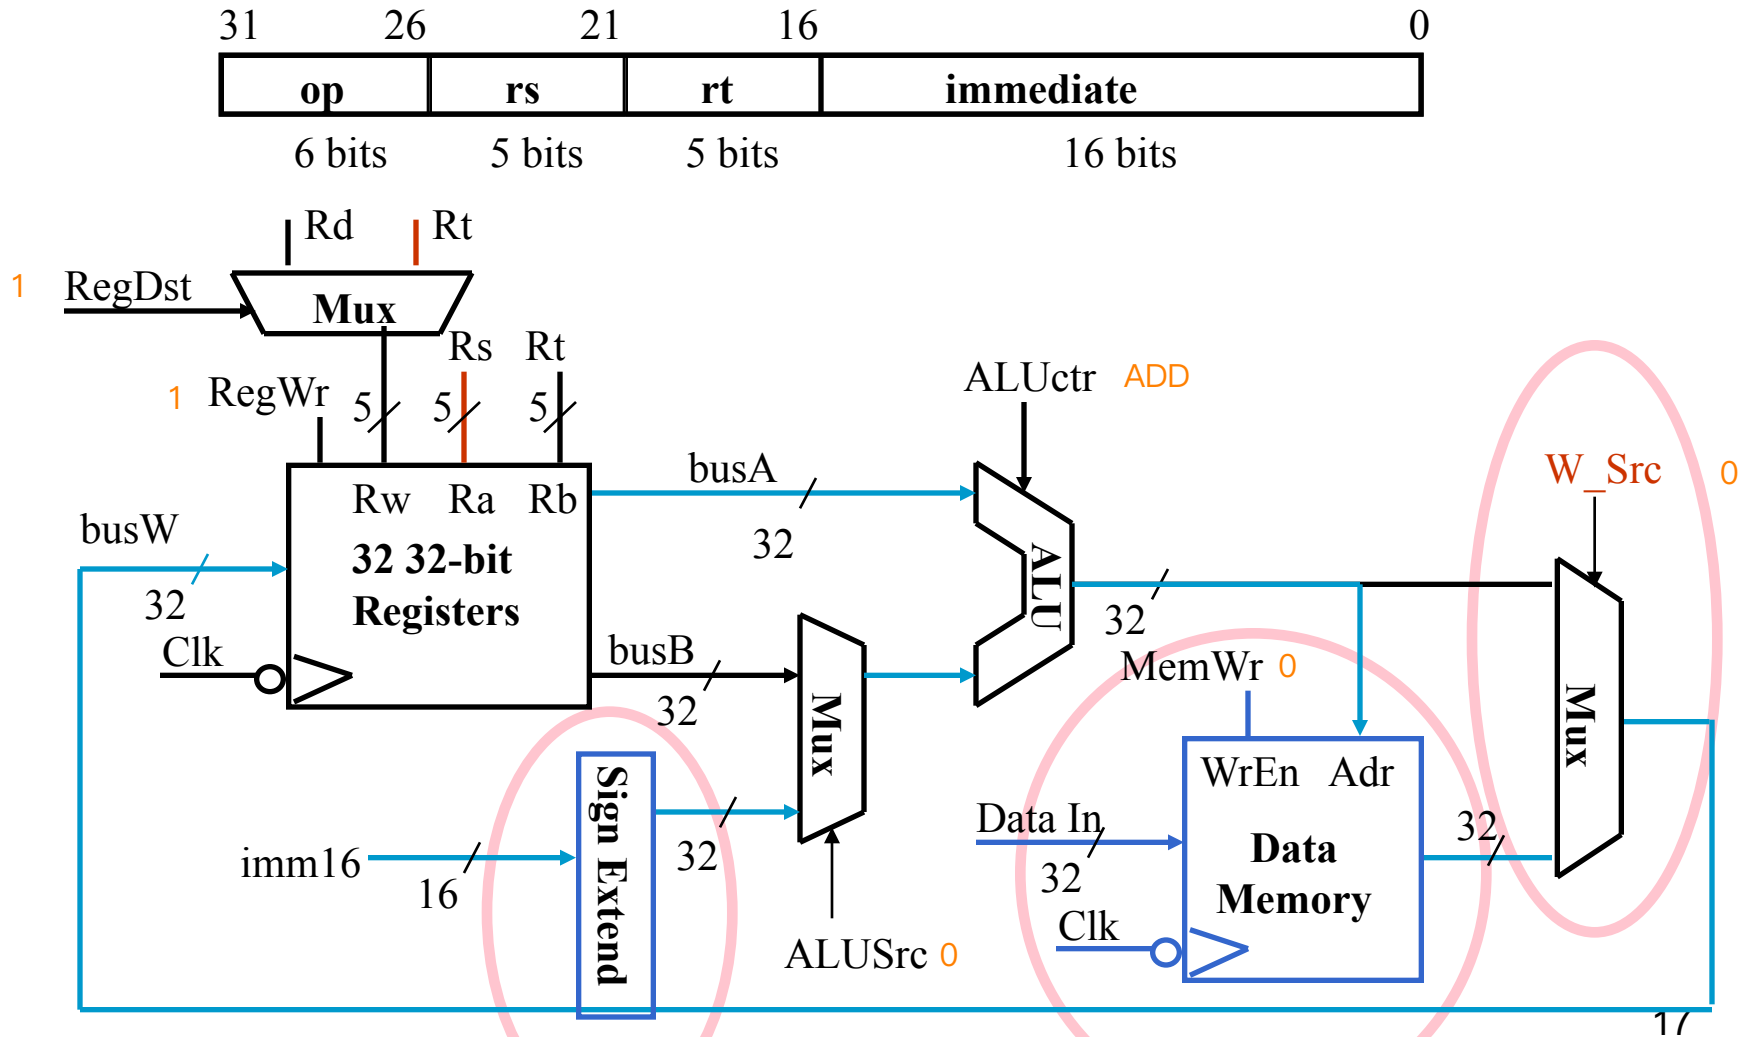 31 26 21 16 0
op rs rt immediate
6 bits 5 bits 5 bits 16 bits
Rd Rt
1 RegDst
Mux
Rs Rt
1 RegWr 5 5 5
ALUctr ADD
busA
32
W_Src 0
Rw Ra Rb
busW
32
32 32-bit
Registers
Clk
ALU
32
busB
32
Mux
MemWr 0
WrEn Adr
Mux
Sign Extend
32
imm16
16
Data In
32
Data
Memory
32
Clk
ALUSrc 0
17